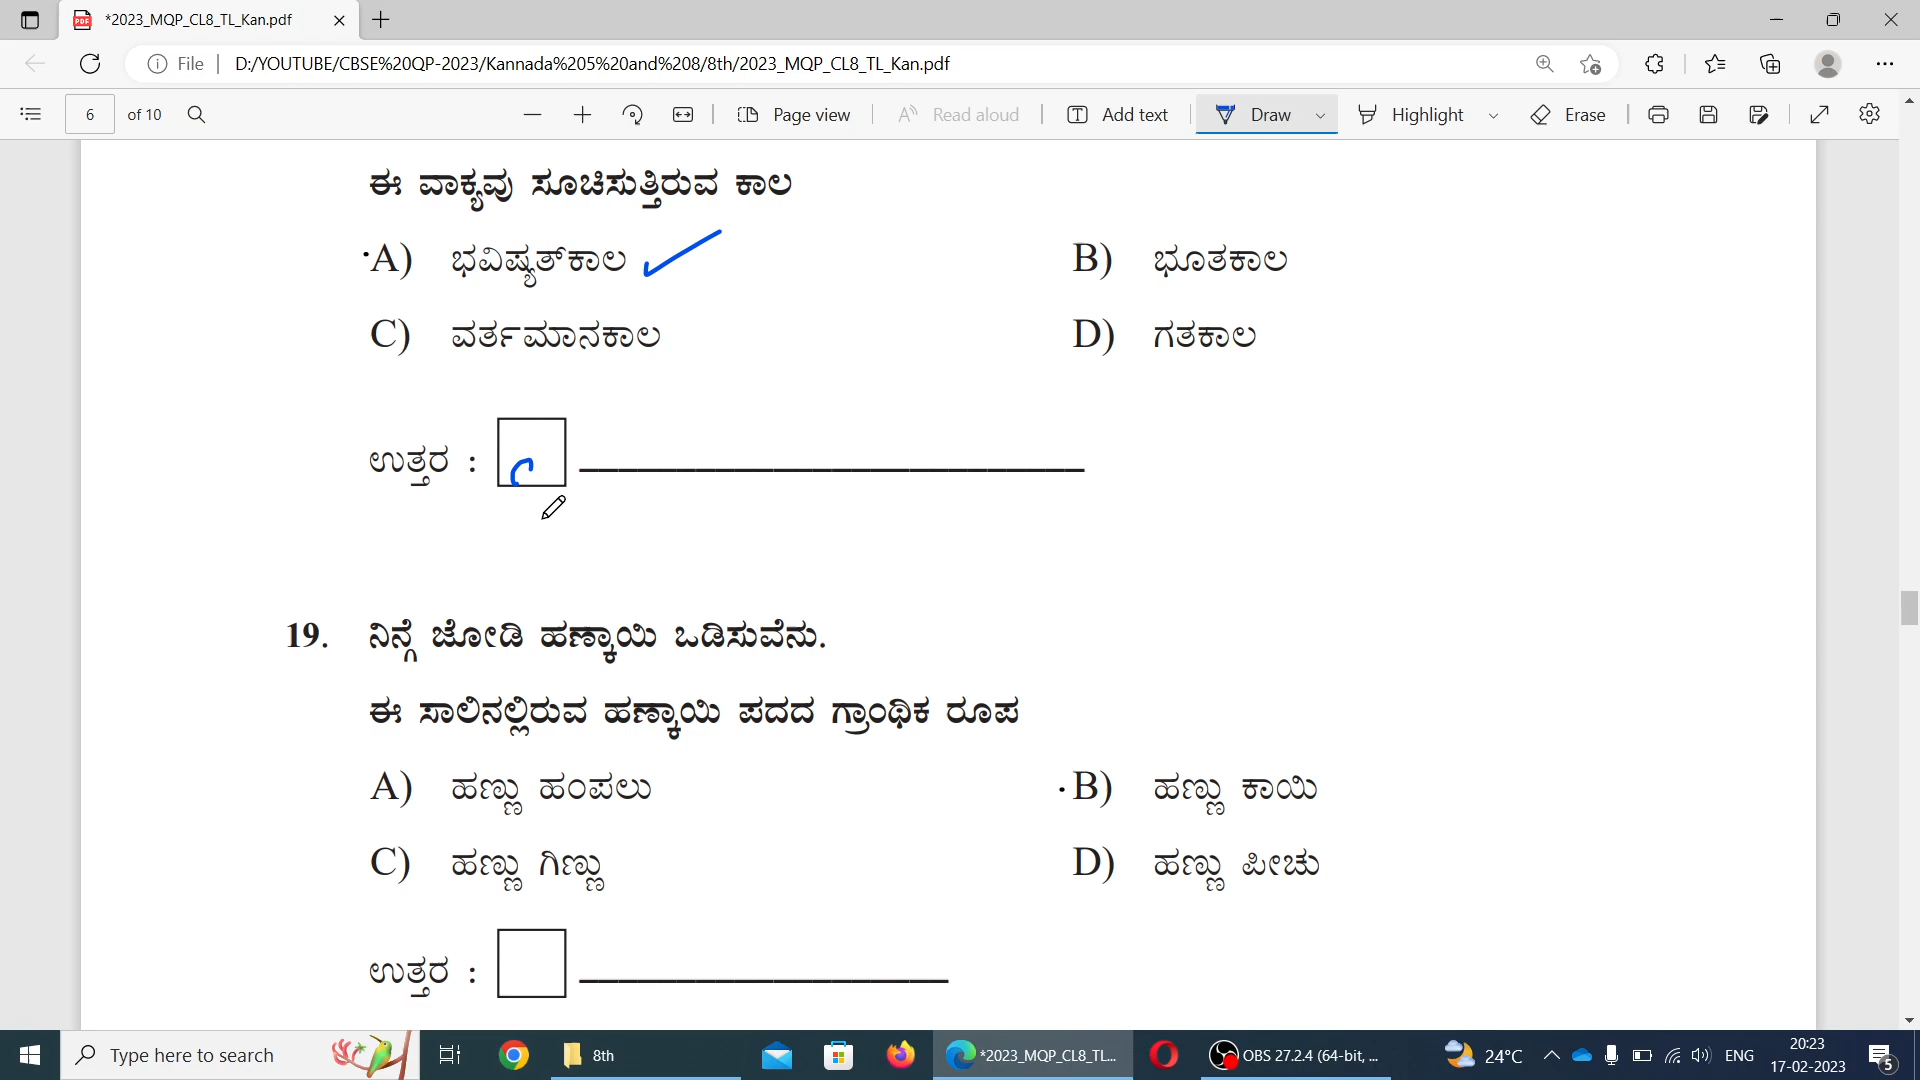 *2023_MQP_CL8_TL_Kan.pdf
File D:/YOUTUBE/CBSE%20QP-2023/Kannada%205%20and%208/8th/2023_MQP_CL8_TL_Kan.pdf
6 of 10 Page view Read aloud Add text Draw Highlight Erase
ಈ ವಾಕ್ಯವು ಸೂಚಿಸುತ್ತಿರುವ ಕಾಲ
A) ಭವಿಷ್ಯತ್‌ಕಾಲ B) ಭೂತಕಾಲ
C) ವರ್ತಮಾನಕಾಲ D) ಗತಕಾಲ
ಉತ್ತರ :
19. ನಿನ್ಗೆ ಜೋಡಿ ಹಣ್ಕಾಯಿ ಒಡಿಸುವೆನು.
ಈ ಸಾಲಿನಲ್ಲಿರುವ ಹಣ್ಕಾಯಿ ಪದದ ಗ್ರಾಂಥಿಕ ರೂಪ
A) ಹಣ್ಣು ಹಂಪಲು B) ಹಣ್ಣು ಕಾಯಿ
C) ಹಣ್ಣು ಗಿಣ್ಣು D) ಹಣ್ಣು ಪೀಚು
ಉತ್ತರ :
Type here to search 8th *2023_MQP_CL8_TL... OBS 27.2.4 (64-bit, ... 24°C ENG 20:23
17-02-2023 5